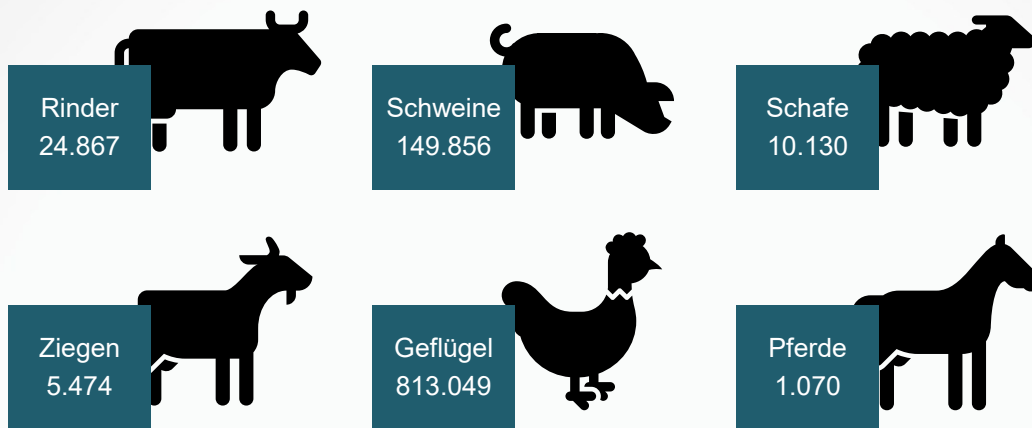 Rinder
24.867
Schweine
149.856
Schafe
10.130
Ziegen
5.474
Geflügel
813.049
Pferde
1.070